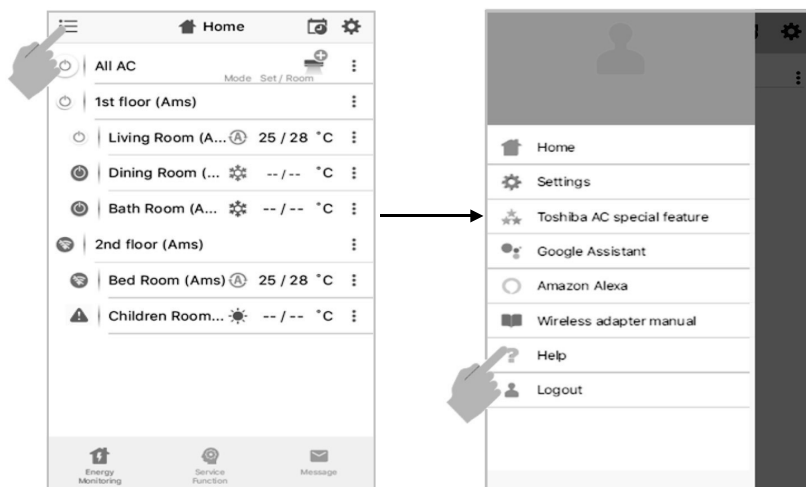 Home
All AC
Mode Set / Room
1st floor (Ams)
Living Room (A... A 25 / 28 °C
Dining Room (... -- / -- °C
Bath Room (A... -- / -- °C
2nd floor (Ams)
Bed Room (Ams) A 25 / 28 °C
Children Room... -- / -- °C
Energy Monitoring
Service Function
Message
Home
Settings
Toshiba AC special feature
Google Assistant
Amazon Alexa
Wireless adapter manual
Help
Logout